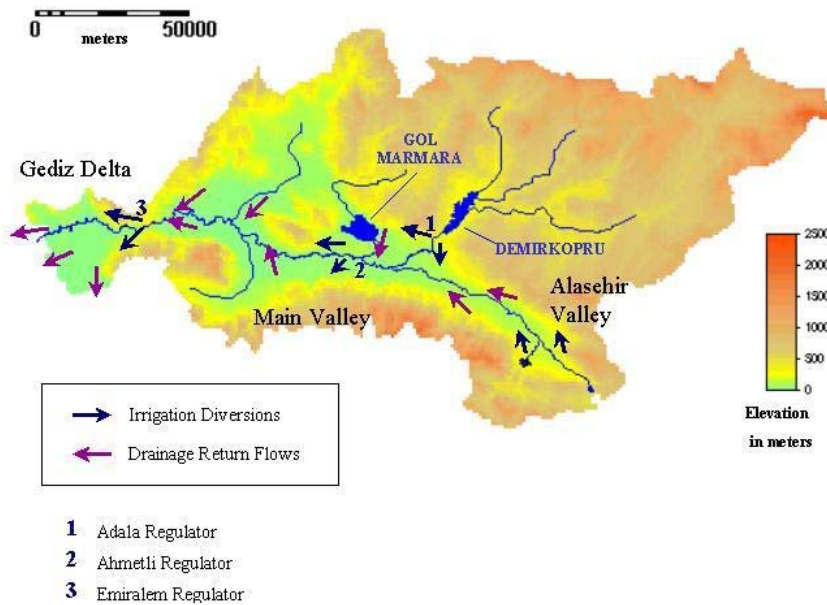 0 50000
meters
GOL
MARMARA
Gediz Delta
3
1
DEMIRKOPRU
2
Alasehir
Valley
Main Valley
2500
2000
1500
1000
500
0
Elevation
in meters
Irrigation Diversions
Drainage Return Flows
1 Adala Regulator
2 Ahmetli Regulator
3 Emiralem Regulator